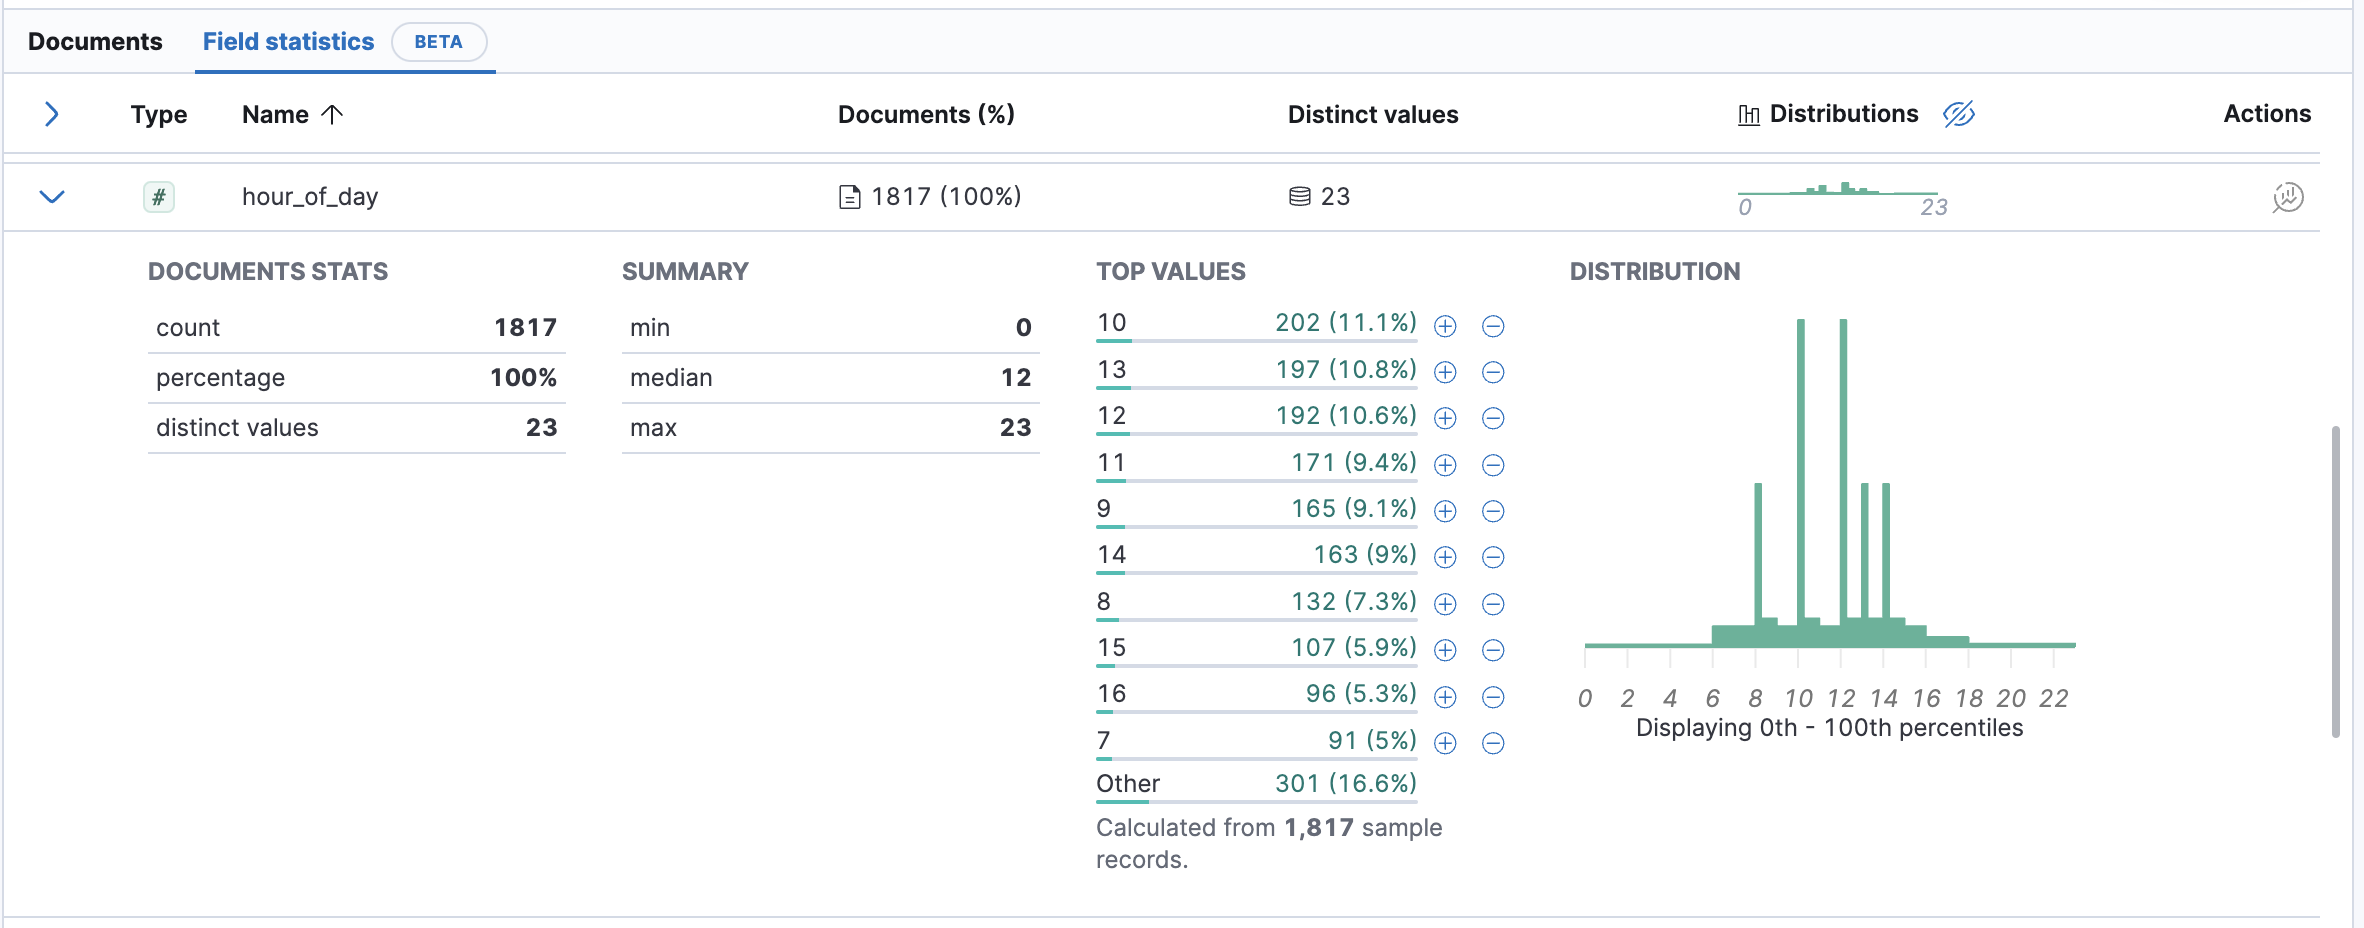 Documents Field statistics BETA
Type Name Documents (%) Distinct values Distributions Actions
# hour_of_day 1817 (100%) 23
0 23
DOCUMENTS STATS
count 1817
percentage 100%
distinct values 23
SUMMARY
min 0
median 12
max 23
TOP VALUES
10 202 (11.1%)
13 197 (10.8%)
12 192 (10.6%)
11 171 (9.4%)
9 165 (9.1%)
14 163 (9%)
8 132 (7.3%)
15 107 (5.9%)
16 96 (5.3%)
7 91 (5%)
Other 301 (16.6%)
Calculated from 1,817 sample
records.
DISTRIBUTION
0 2 4 6 8 10 12 14 16 18 20 22
Displaying 0th - 100th percentiles